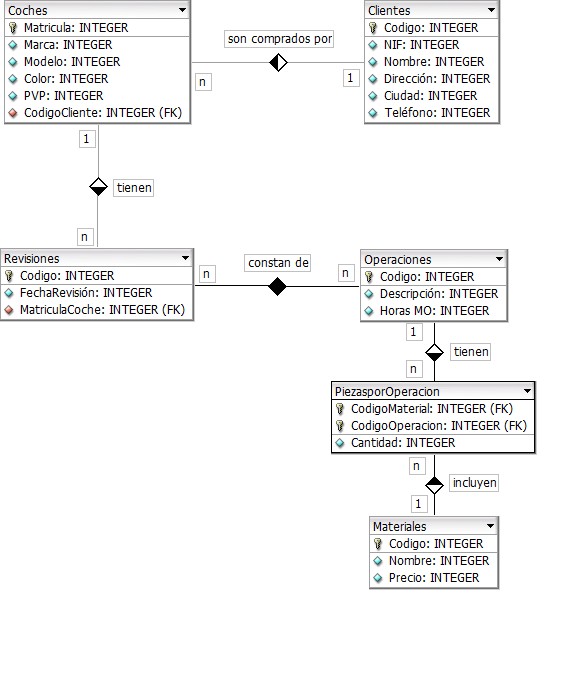 Coches
Matricula: INTEGER
Marca: INTEGER
Modelo: INTEGER
Color: INTEGER
PVP: INTEGER
CodigoCliente: INTEGER (FK)
son comprados por
n
1
Clientes
Codigo: INTEGER
NIF: INTEGER
Nombre: INTEGER
Dirección: INTEGER
Ciudad: INTEGER
Teléfono: INTEGER
1
tienen
n
Revisiones
Codigo: INTEGER
FechaRevisión: INTEGER
MatriculaCoche: INTEGER (FK)
constan de
n
n
Operaciones
Codigo: INTEGER
Descripción: INTEGER
Horas MO: INTEGER
1
tienen
n
PiezasporOperacion
CodigoMaterial: INTEGER (FK)
CodigoOperacion: INTEGER (FK)
Cantidad: INTEGER
n
incluyen
1
Materiales
Codigo: INTEGER
Nombre: INTEGER
Precio: INTEGER